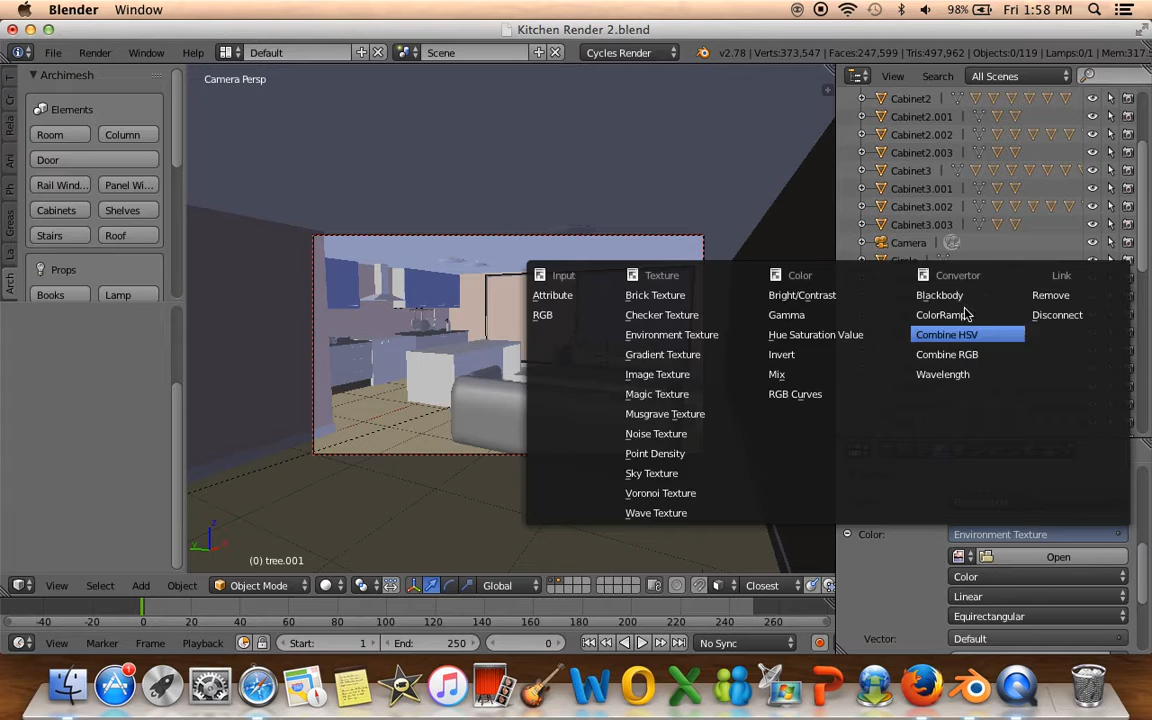 Blender Window 98% Fri 1:58 PM
Kitchen Render 2.blend
File Render Window Help Default Scene Cycles Render v2.78 | Verts:373,547 | Faces:247,599 | Tris:497,962 | Objects:0/119 | Lamps:0/1 | Mem:317.
Archimesh
Elements
Room Column
Door
Rail Wind... Panel Wi...
Cabinets Shelves
Stairs Roof
Props
Books Lamp
T
Cr
Rela
Ani
Ph
Greas
La
Arch
Camera Persp
(0) tree.001
View Search All Scenes
Cabinet2
Cabinet2.001
Cabinet2.002
Cabinet2.003
Cabinet3
Cabinet3.001
Cabinet3.002
Cabinet3.003
Camera
Input
Attribute
RGB
Texture
Brick Texture
Checker Texture
Environment Texture
Gradient Texture
Image Texture
Magic Texture
Musgrave Texture
Noise Texture
Point Density
Sky Texture
Voronoi Texture
Wave Texture
Color
Bright/Contrast
Gamma
Hue Saturation Value
Invert
Mix
RGB Curves
Convertor
Blackbody
ColorRamp
Combine HSV
Combine RGB
Wavelength
Link
Remove
Disconnect
Color: Environment Texture
Open
Color
Linear
Equirectangular
Vector: Default
View Select Add Object Object Mode Global Closest
-40 -20 0 20 40 60 80 100 120 140 160 180 200 220 240 260
View Marker Frame Playback Start: 1 End: 250 0 No Sync